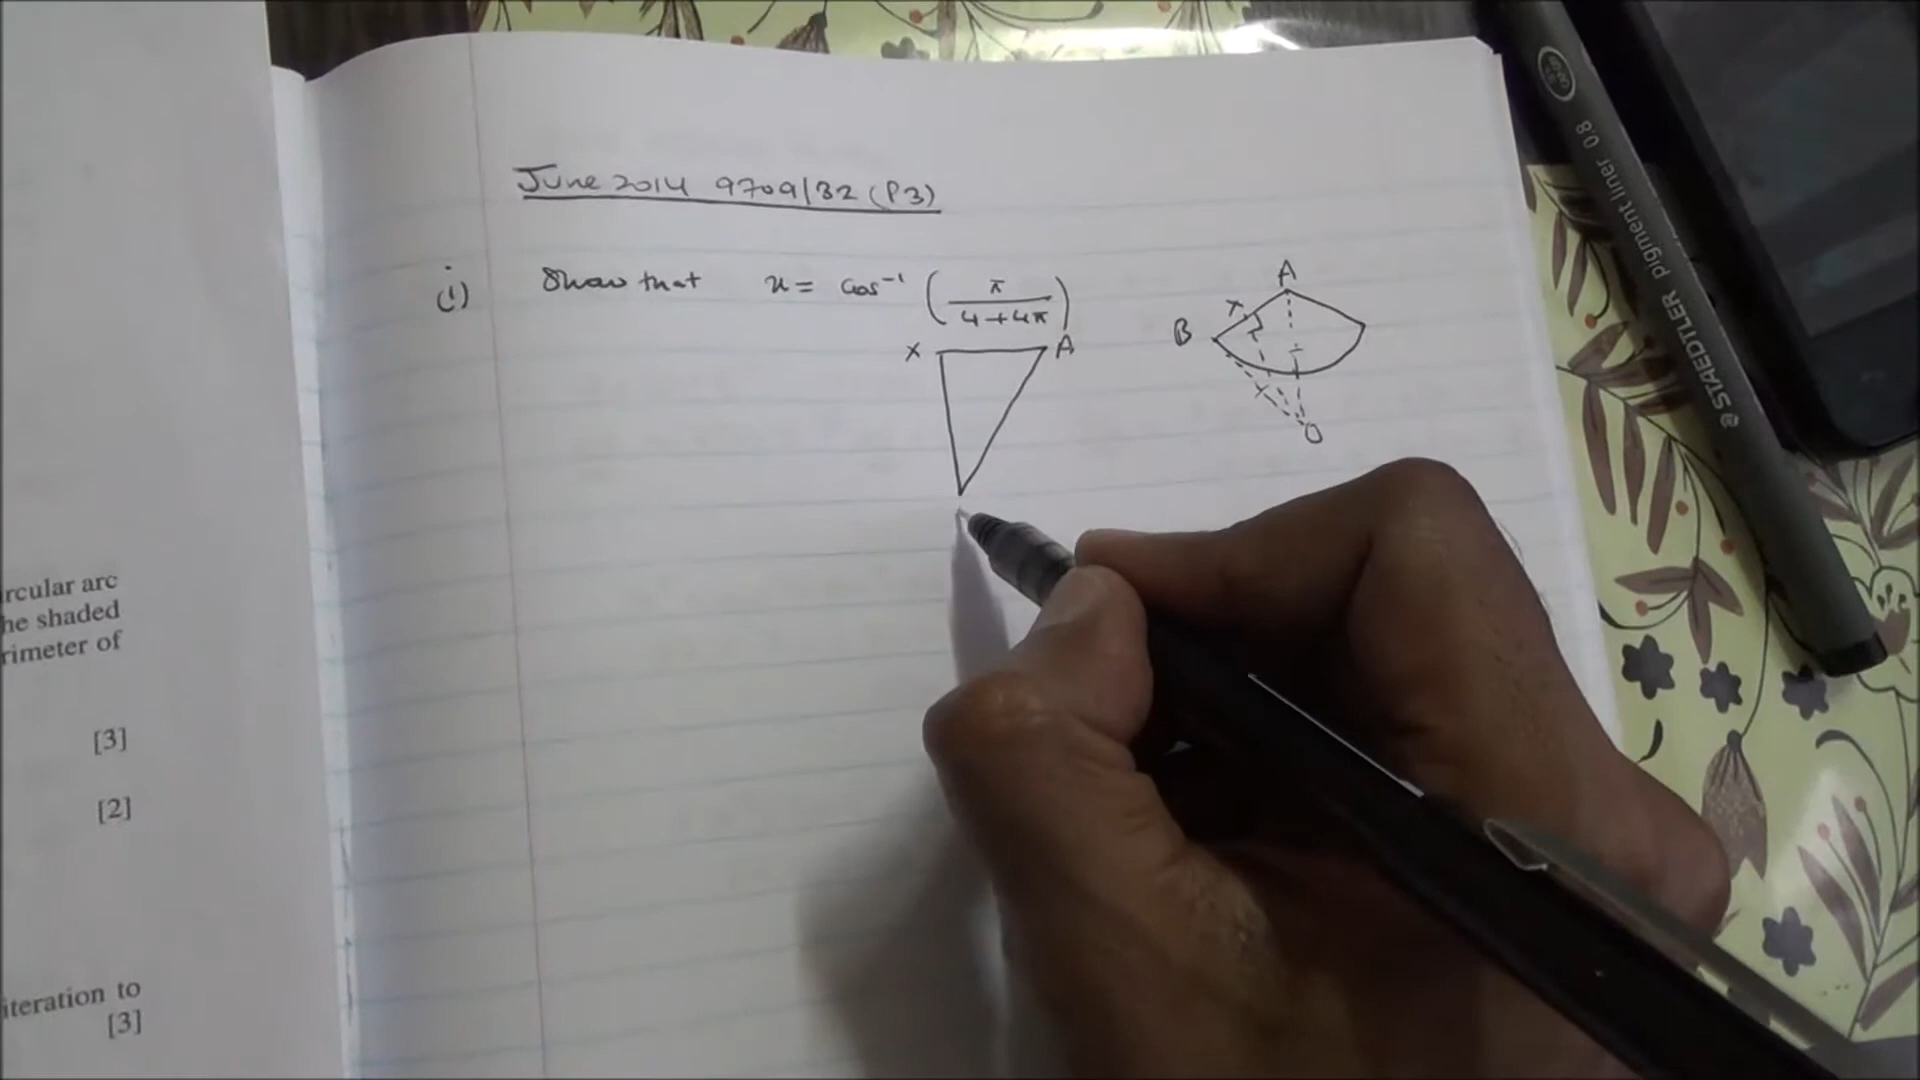 June 2014 9709/32 (P3)
(i) Show that x = cos⁻¹ (π / 4+4π)
A
X
B
O
X A
ircular arc
he shaded
rimeter of
[3]
[2]
iteration to
[3]
STAEDTLER pigment liner 0.8